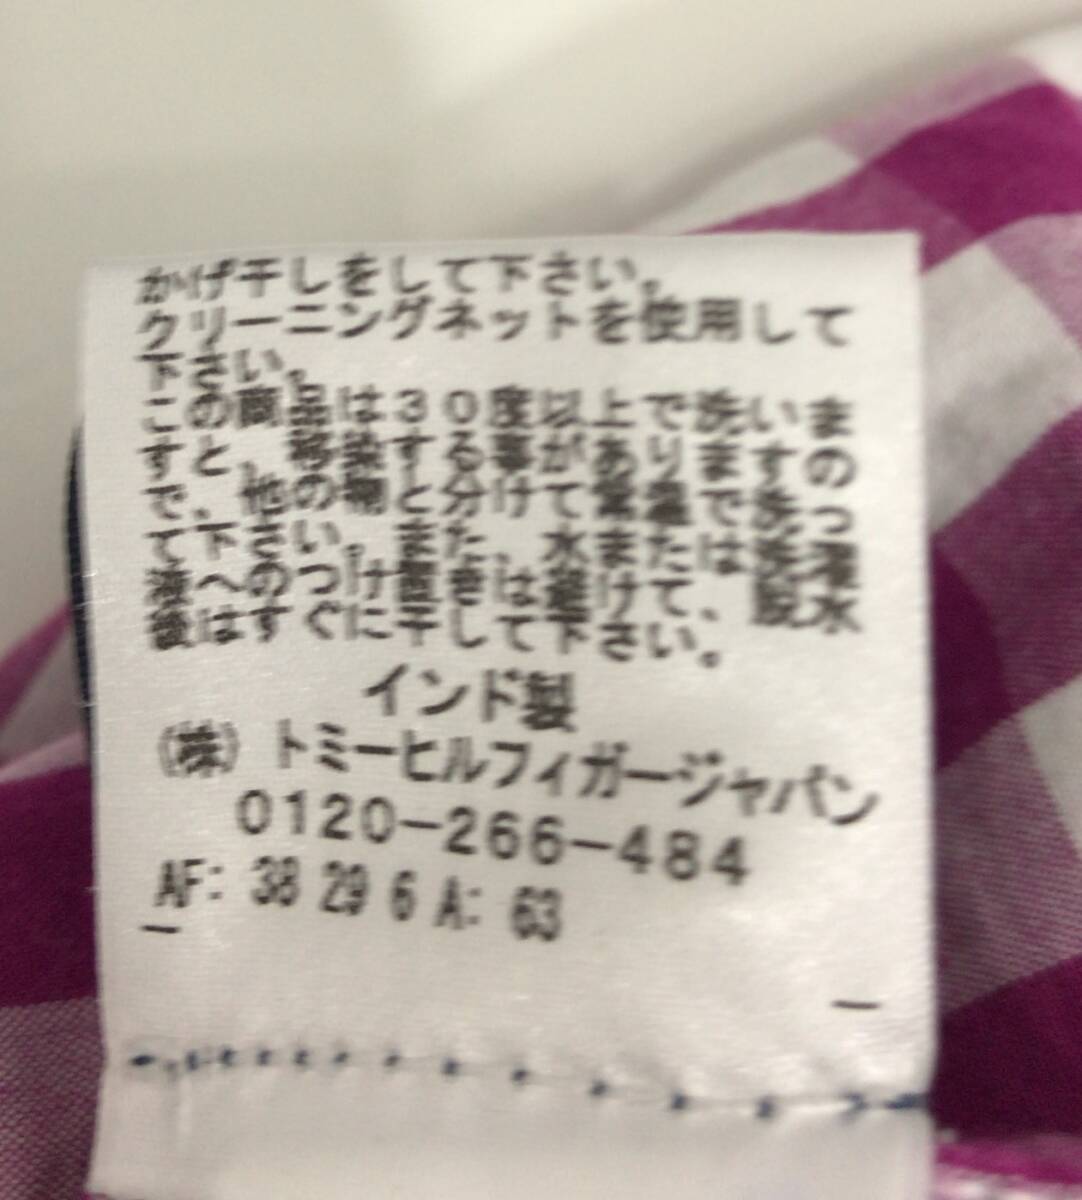 かげ干しをして下さい。
クリーニングネットを使用して
下さい。
この商品は30度以上で洗いま
すと、移染する事があります の
で、他の物と分けて 洗っ
て下さい。また、水 または洗濯
液へのつけ置きは避けて、脱水
後はすぐに干して下さい。
インド製
(株) トミーヒルフィガージャパン
0120-266-484
AF: 38 29 6 A: 63